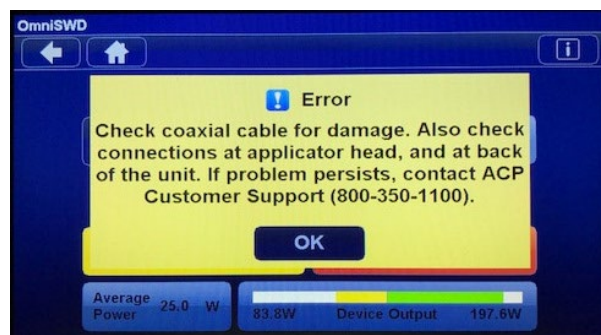 OmniSWD
i
! Error
Check coaxial cable for damage. Also check
connections at applicator head, and at back
of the unit. If problem persists, contact ACP
Customer Support (800-350-1100).
OK
Average
Power 25.0 W
83.8W Device Output 197.6W